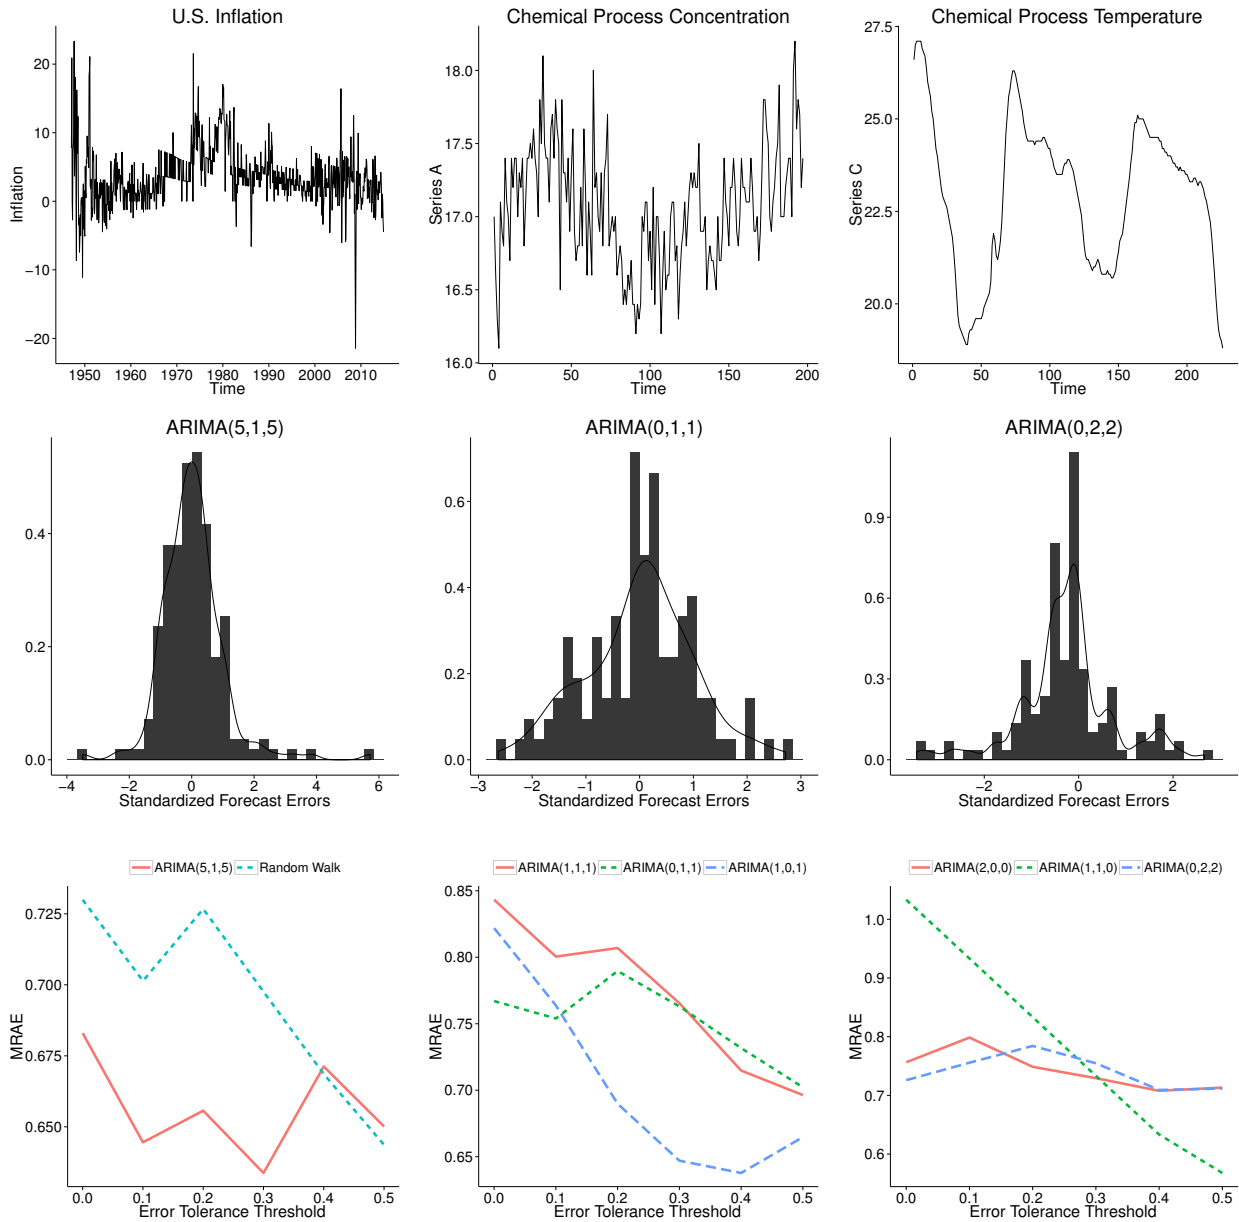 U.S. Inflation
Chemical Process Concentration
Chemical Process Temperature
Inflation
20
10
0
−10
−20
1950 1960 1970 1980 1990 2000 2010
Time
Series A
18.0
17.5
17.0
16.5
16.0
0 50 100 150 200
Time
Series C
27.5
25.0
22.5
20.0
0 50 100 150 200
Time
ARIMA(5,1,5)
ARIMA(0,1,1)
ARIMA(0,2,2)
0.4
0.2
0.0
−4 −2 0 2 4 6
Standardized Forecast Errors
0.6
0.4
0.2
0.0
−3 −2 −1 0 1 2 3
Standardized Forecast Errors
0.9
0.6
0.3
0.0
−2 0 2
Standardized Forecast Errors
ARIMA(5,1,5) Random Walk
MRAE
0.725
0.700
0.675
0.650
0.0 0.1 0.2 0.3 0.4 0.5
Error Tolerance Threshold
ARIMA(1,1,1) ARIMA(0,1,1) ARIMA(1,0,1)
MRAE
0.85
0.80
0.75
0.70
0.65
0.0 0.1 0.2 0.3 0.4 0.5
Error Tolerance Threshold
ARIMA(2,0,0) ARIMA(1,1,0) ARIMA(0,2,2)
MRAE
1.0
0.9
0.8
0.7
0.6
0.0 0.1 0.2 0.3 0.4 0.5
Error Tolerance Threshold